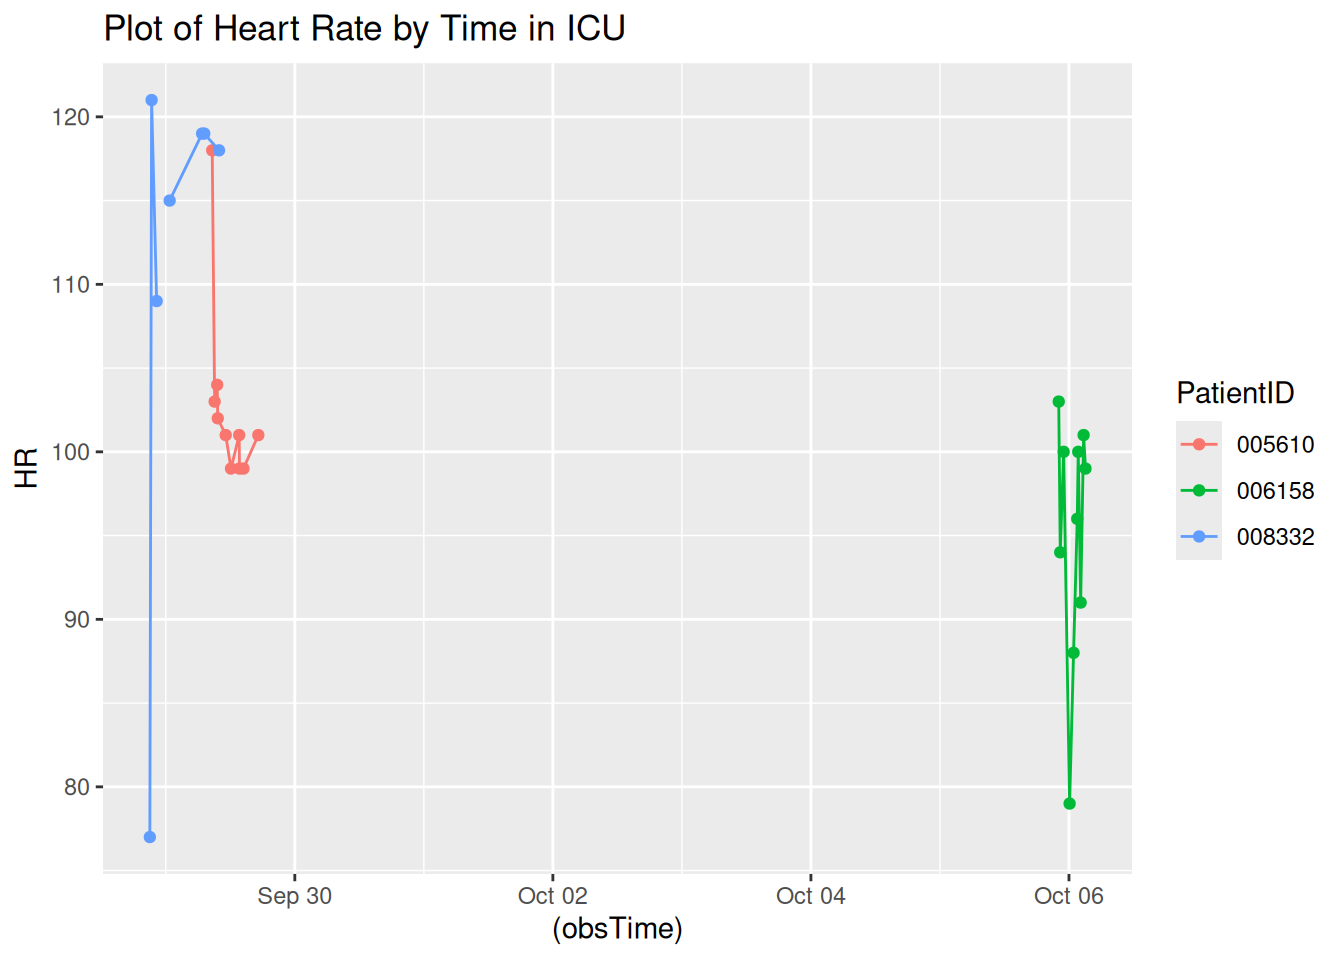 Plot of Heart Rate by Time in ICU
120
110
100
90
80
HR
Sep 30
Oct 02
Oct 04
Oct 06
(obsTime)
PatientID
005610
006158
008332